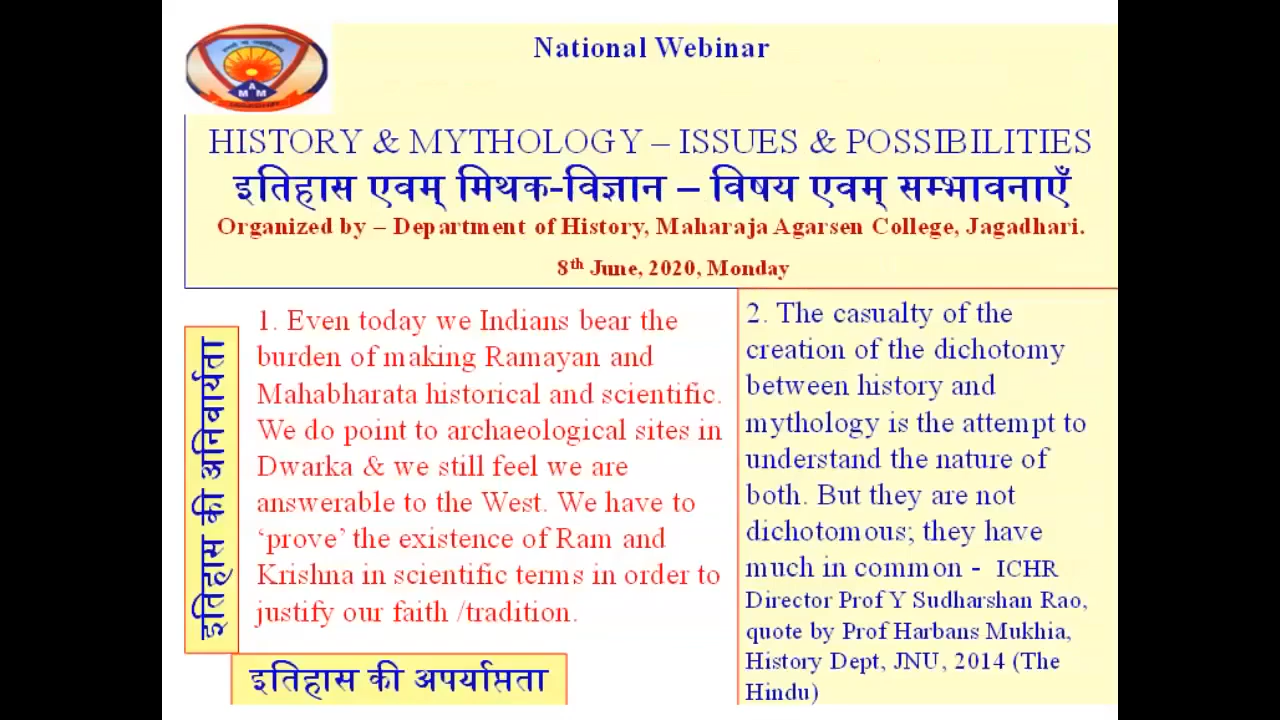 National Webinar
HISTORY & MYTHOLOGY – ISSUES & POSSIBILITIES
इतिहास एवम् मिथक-विज्ञान – विषय एवम् सम्भावनाएँ
Organized by – Department of History, Maharaja Agarsen College, Jagadhari.
8th June, 2020, Monday
इतिहास की अनिवार्यता
1. Even today we Indians bear the
burden of making Ramayan and
Mahabharata historical and scientific.
We do point to archaeological sites in
Dwarka & we still feel we are
answerable to the West. We have to
‘prove’ the existence of Ram and
Krishna in scientific terms in order to
justify our faith /tradition.
इतिहास की अपर्याप्तता
2. The casualty of the
creation of the dichotomy
between history and
mythology is the attempt to
understand the nature of
both. But they are not
dichotomous; they have
much in common - ICHR
Director Prof Y Sudharshan Rao,
quote by Prof Harbans Mukhia,
History Dept, JNU, 2014 (The
Hindu)
M A M